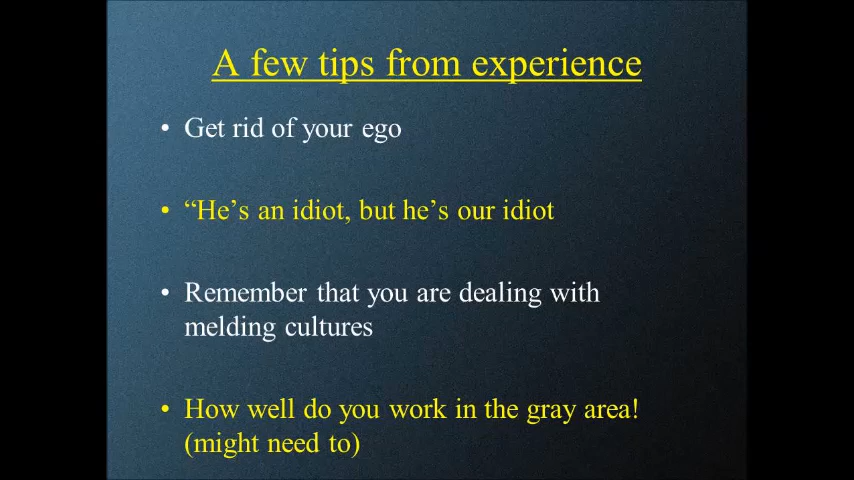 A few tips from experience
• Get rid of your ego
• “He’s an idiot, but he’s our idiot
• Remember that you are dealing with
melding cultures
• How well do you work in the gray area!
(might need to)